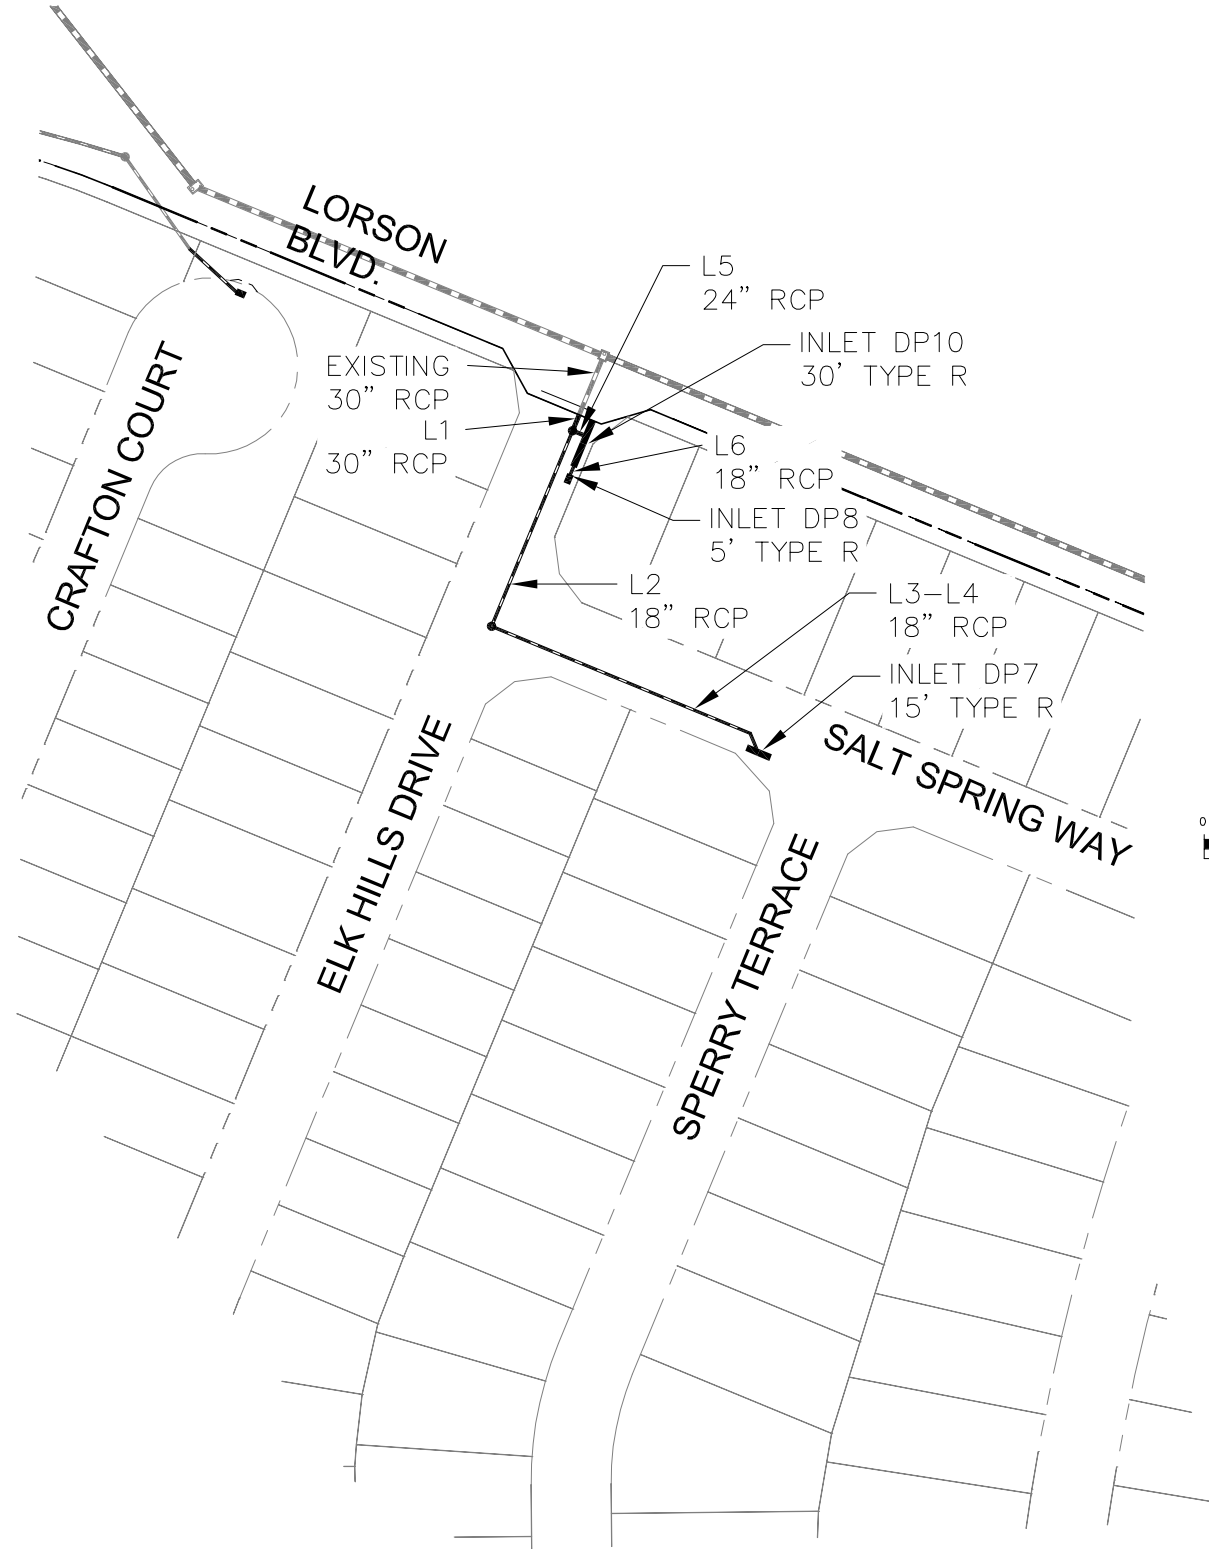 LORSON
BLVD.
L5
24” RCP
INLET DP10
30’ TYPE R
EXISTING
30” RCP
L1
30” RCP
L6
18” RCP
INLET DP8
5’ TYPE R
L2
18” RCP
L3–L4
18” RCP
INLET DP7
15’ TYPE R
CRAFTON COURT
ELK HILLS DRIVE
SALT SPRING WAY
SPERRY TERRACE
0